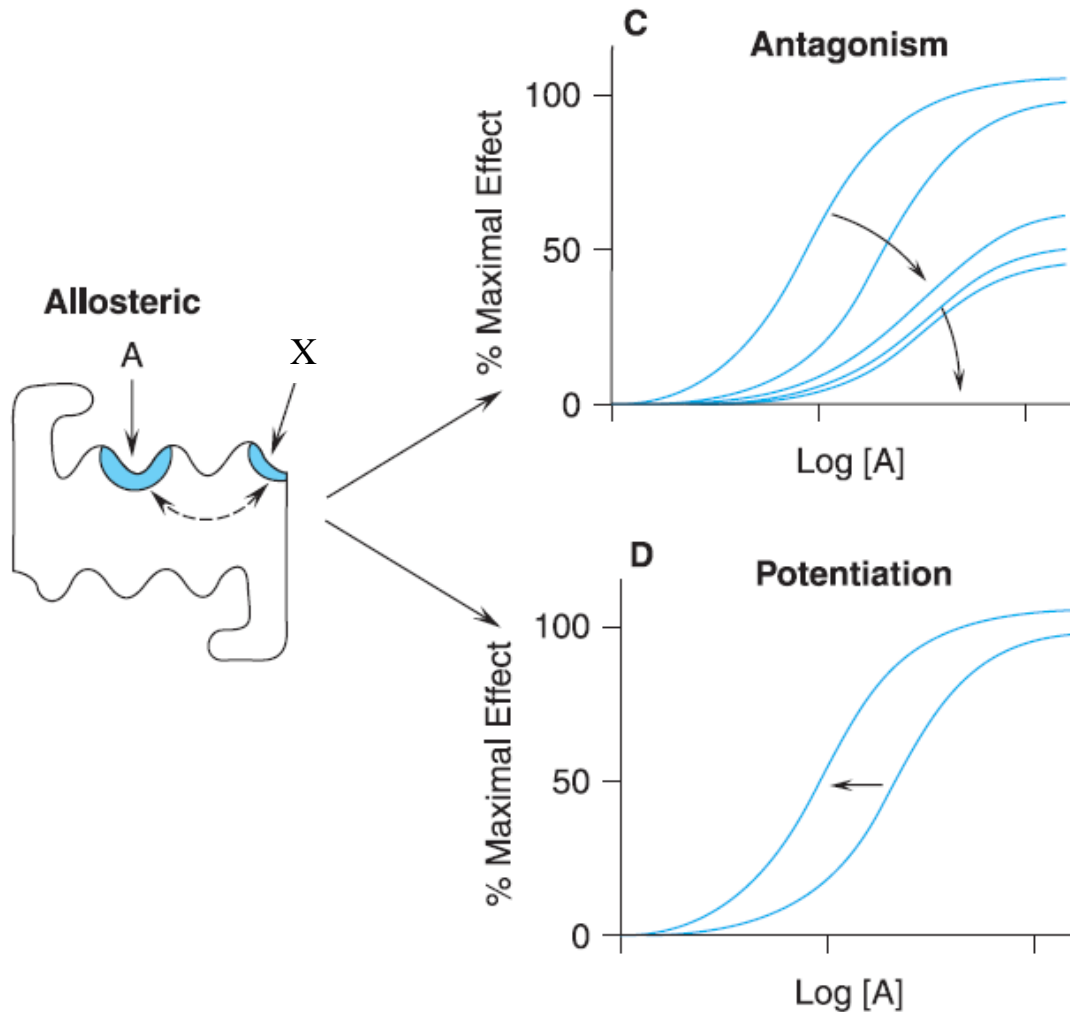 Allosteric
A
X
C
Antagonism
% Maximal Effect
100
50
0
Log [A]
D
Potentiation
% Maximal Effect
100
50
0
Log [A]